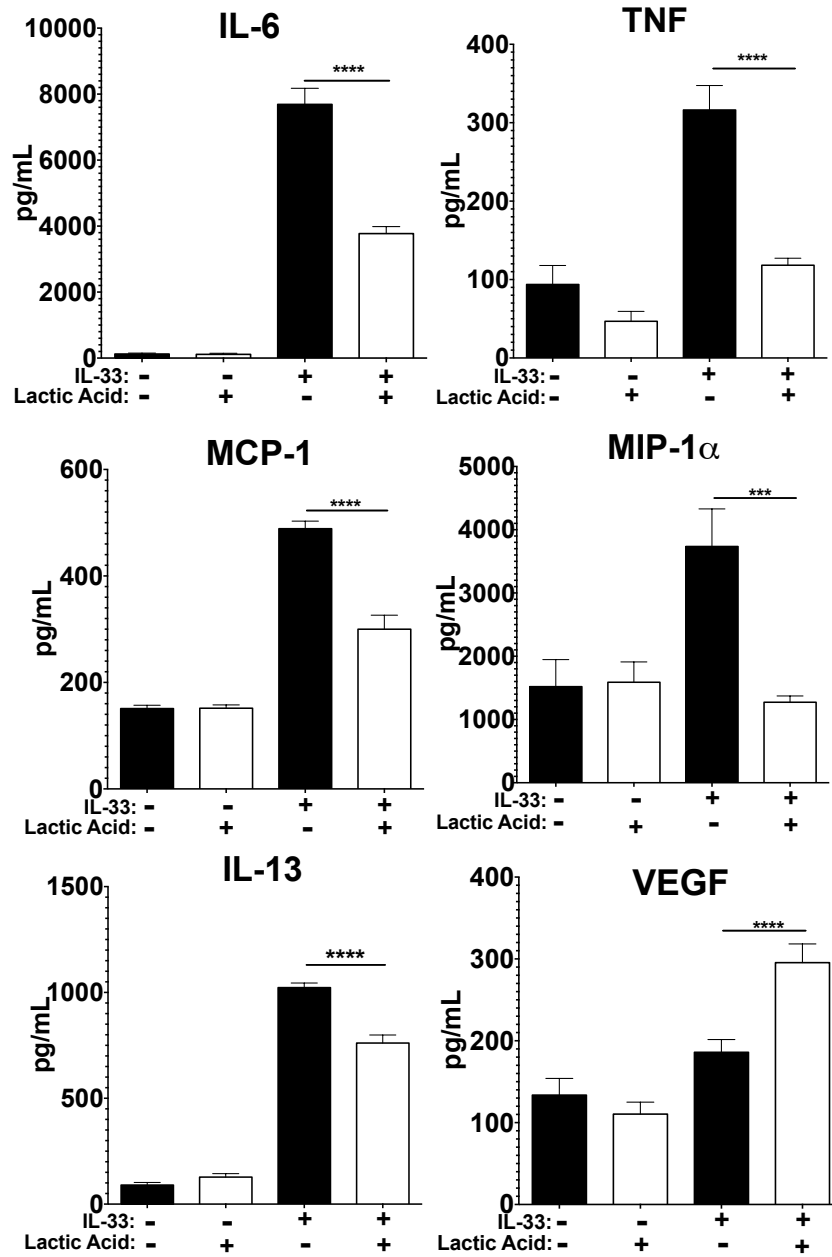 IL-6
10000
8000
6000
4000
2000
0
pg/mL
****
IL-33: - - + +
Lactic Acid: - + - +
TNF
400
300
200
100
0
pg/mL
****
IL-33: - - + +
Lactic Acid: - + - +
MCP-1
600
400
200
0
pg/mL
****
IL-33: - - + +
Lactic Acid: - + - +
MIP-1α
5000
4000
3000
2000
1000
0
pg/mL
***
IL-33: - - + +
Lactic Acid: - + - +
IL-13
1500
1000
500
0
pg/mL
****
IL-33: - - + +
Lactic Acid: - + - +
VEGF
400
300
200
100
0
pg/mL
****
IL-33: - - + +
Lactic Acid: - + - +